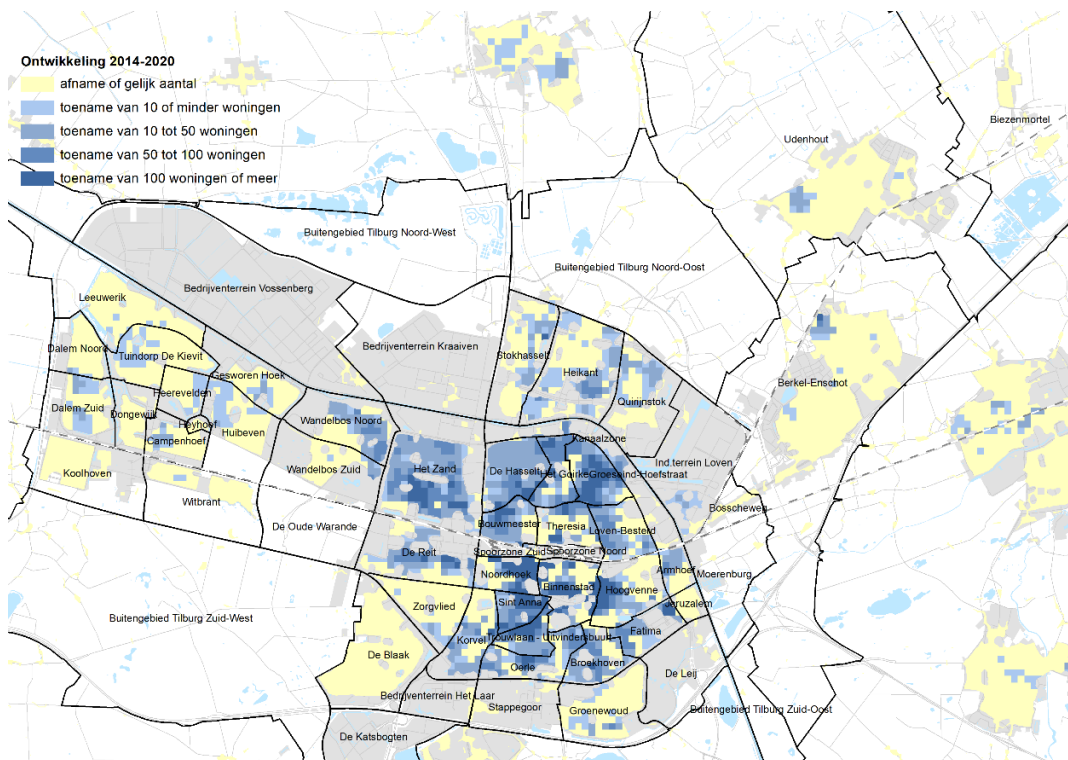 Ontwikkeling 2014-2020
afname of gelijk aantal
toename van 10 of minder woningen
toename van 10 tot 50 woningen
toename van 50 tot 100 woningen
toename van 100 woningen of meer
Biezenmortel
Udenhout
Buitengebied Tilburg Noord-West
Buitengebied Tilburg Noord-Oost
Bedrijventerrein Vossenberg
Leeuwerik
Bedrijventerrein Kraaiven
Dalem Noord
Tuindorp De Kievit
Stokhasselt
Heikant
Gesworen Hoek
Berkel-Enschot
Heerevelden
Quirijnstok
Dalem Zuid
Dongewijk
Wandelbos Noord
Heyhoef
Huibeven
Campenhoef
Kanaalzone
Koolhoven
Wandelbos Zuid
Het Zand
De Hasselt
Het Goirke
Groeseind-Hoefstraat
Ind.terrein Loven
Witbrant
Bosscheweg
De Oude Warande
Bouwmeester
Theresia
Loven-Besterd
De Reit
Spoorzone Zuid
Spoorzone Noord
Noordhoek
Armhoef
Moerenburg
Binnenstad
Hoogvenne
Zorgvlied
Sint Anna
Jeruzalem
Buitengebied Tilburg Zuid-West
Korvel
Trouwlaan - Uitvindersbuurt
Fatima
De Blaak
Oerle
Broekhoven
De Leij
Bedrijventerrein Het Laar
Stappegoor
Groenewoud
Buitengebied Tilburg Zuid-Oost
De Katsbogten